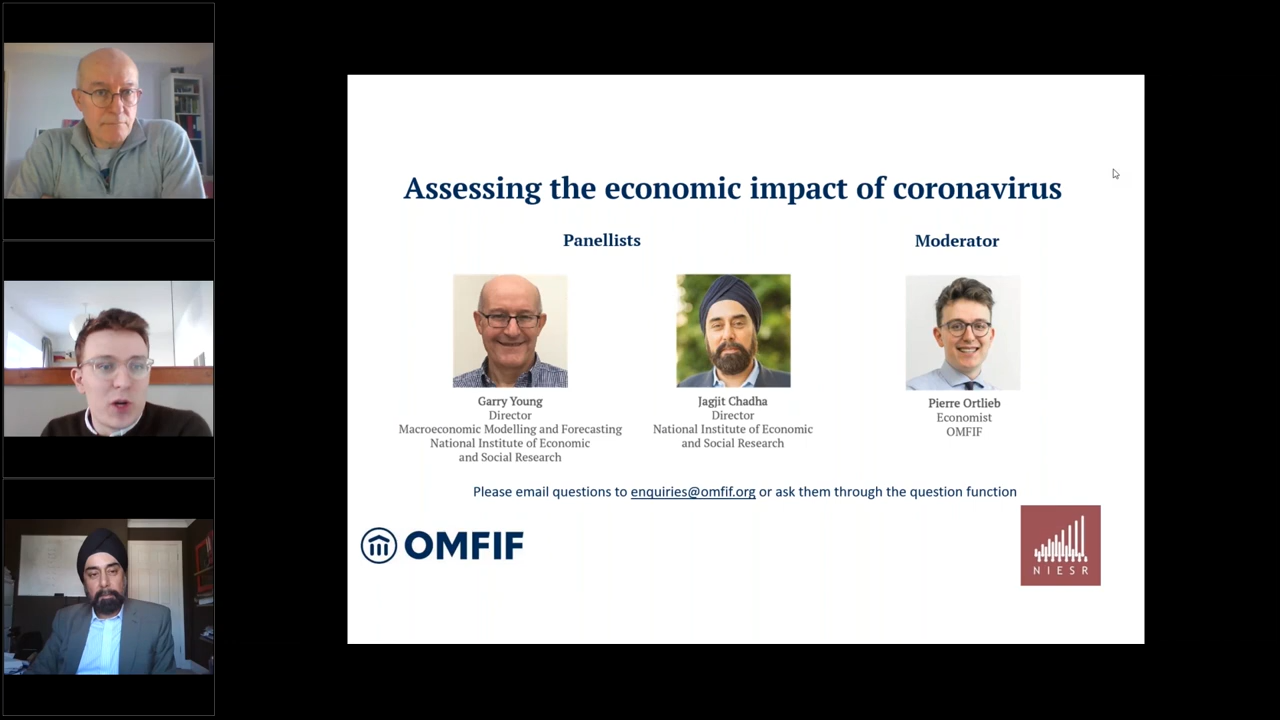 Assessing the economic impact of coronavirus
Panellists
Moderator
Garry Young
Director
Macroeconomic Modelling and Forecasting
National Institute of Economic
and Social Research
Jagjit Chadha
Director
National Institute of Economic
and Social Research
Pierre Ortlieb
Economist
OMFIF
Please email questions to enquiries@omfif.org or ask them through the question function
OMFIF
NIESR